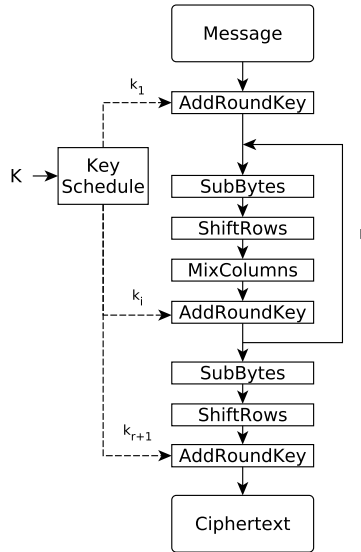 Message
k1
AddRoundKey
K
Key
Schedule
SubBytes
ShiftRows
MixColumns
ki
AddRoundKey
SubBytes
ShiftRows
kr+1
AddRoundKey
Ciphertext